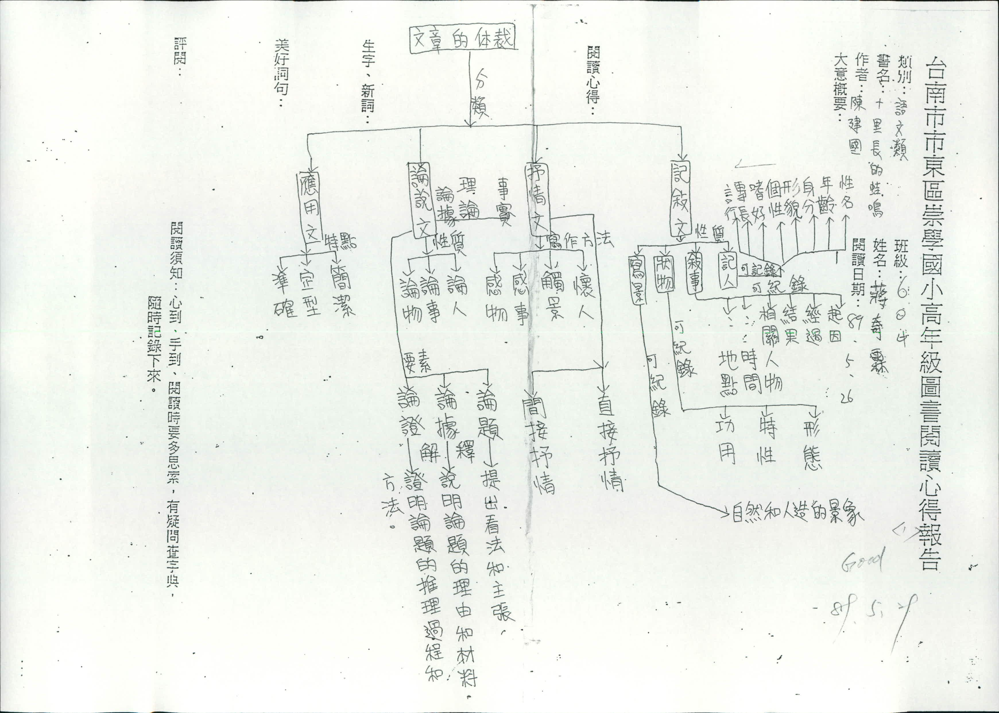 台南市市東區崇學國小高年級圖書閱讀心得報告
類別：語文類
班級：604
書名：十里長的蛙鳴
姓名：蔣奇霖
作者：陳建國
閱讀日期：89、5、26
大意概要：
〈1〉
Good
89. 5. 29
姓名
年齡
身分
形貌
個性
嗜好
專長
言行
可記錄
可紀錄
起因
經過
結果
相關人物
時間
地點
形態
特性
功用
自然和人造的景象
記敘文
性質
記人
敘事
狀物
寫景
可紀錄
可紀錄
閱讀心得：
抒情文
寫作方法
懷人
觸景
感事
感物
直接抒情
間接抒情
文章的体裁
分類
論說文
論據
理論
事實
性質
論人
論事
論物
要素
論題
論據
論證
解釋
提出看法和主張、
說明論題的理由和材料、
證明論題的推理過程和
方法。
生字、新詞：
應用文
特點
簡潔
定型
準確
美好詞句：
評閱：
閱讀須知：心到、手到、閱讀時要多思索，有疑問查字典，
隨時記錄下來。